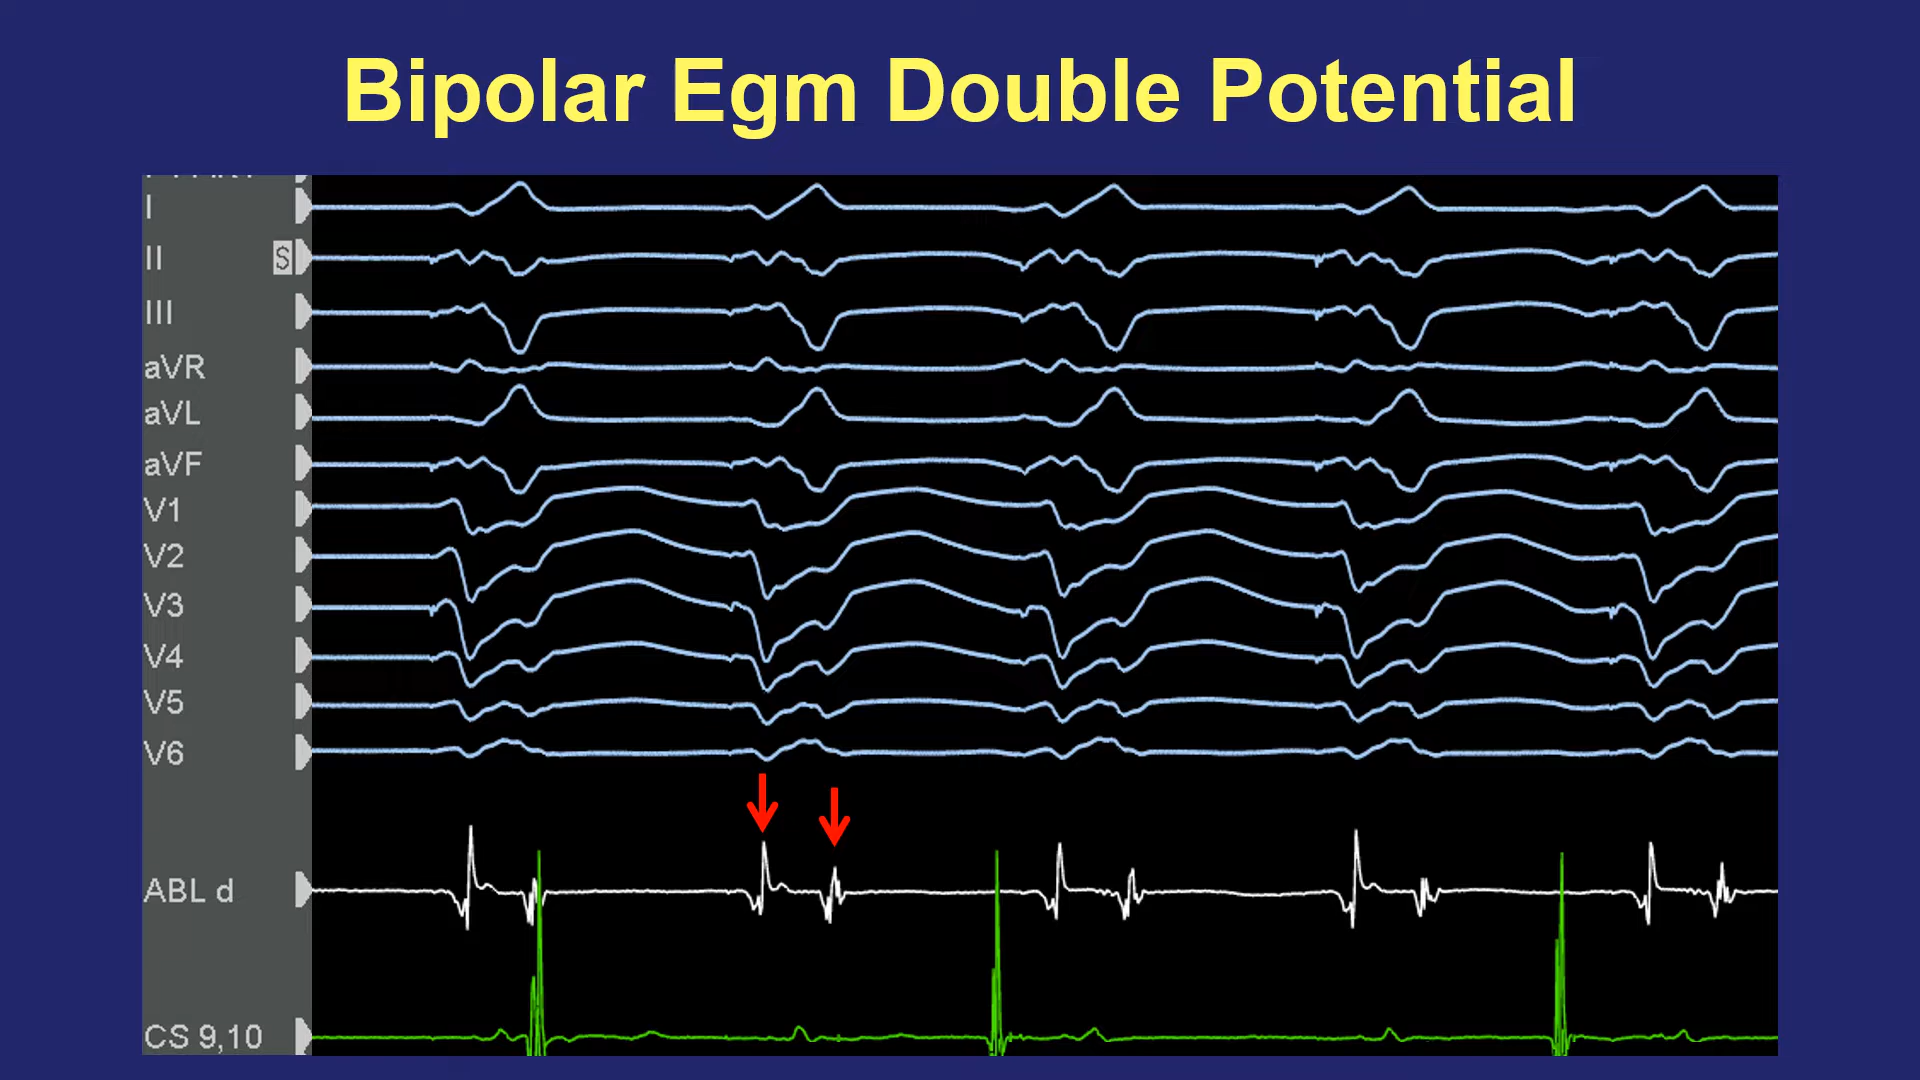 Bipolar Egm Double Potential
I
II S
III
aVR
aVL
aVF
V1
V2
V3
V4
V5
V6
ABL d
CS 9,10